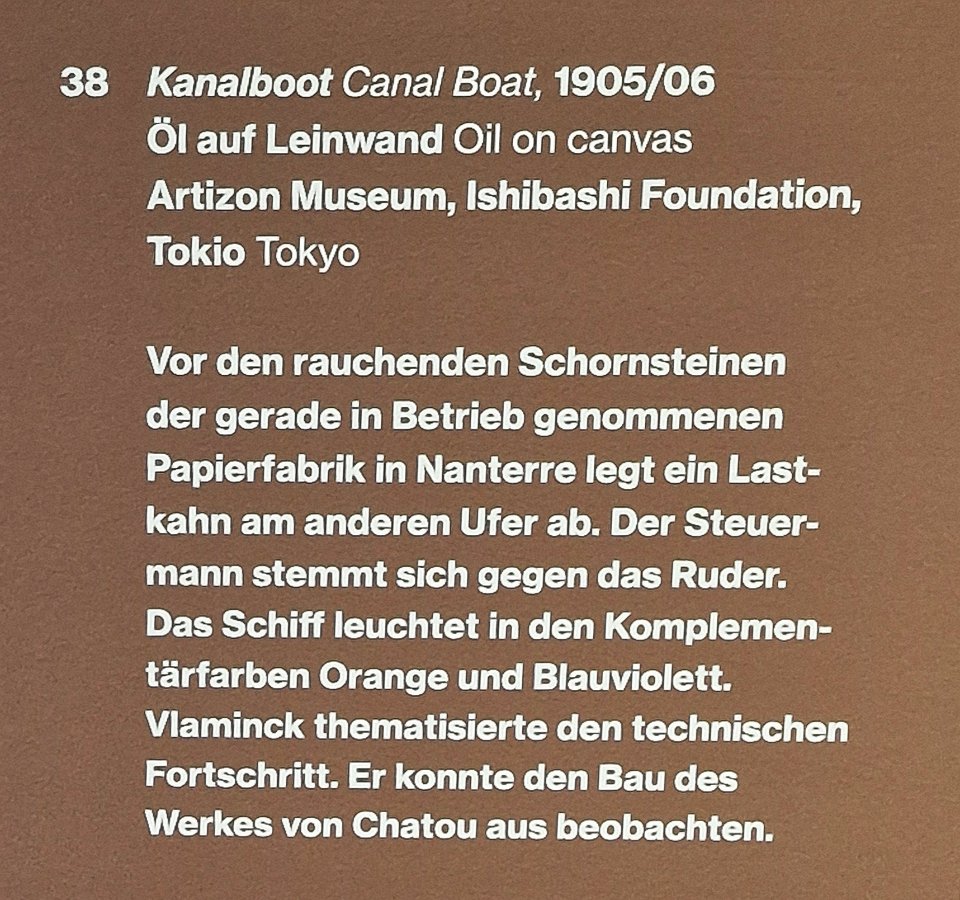 38 Kanalboot Canal Boat, 1905/06
Öl auf Leinwand Oil on canvas
Artizon Museum, Ishibashi Foundation,
Tokio Tokyo
Vor den rauchenden Schornsteinen
der gerade in Betrieb genommenen
Papierfabrik in Nanterre legt ein Last-
kahn am anderen Ufer ab. Der Steuer-
mann stemmt sich gegen das Ruder.
Das Schiff leuchtet in den Komplemen-
tärfarben Orange und Blauviolett.
Vlaminck thematisierte den technischen
Fortschritt. Er konnte den Bau des
Werkes von Chatou aus beobachten.